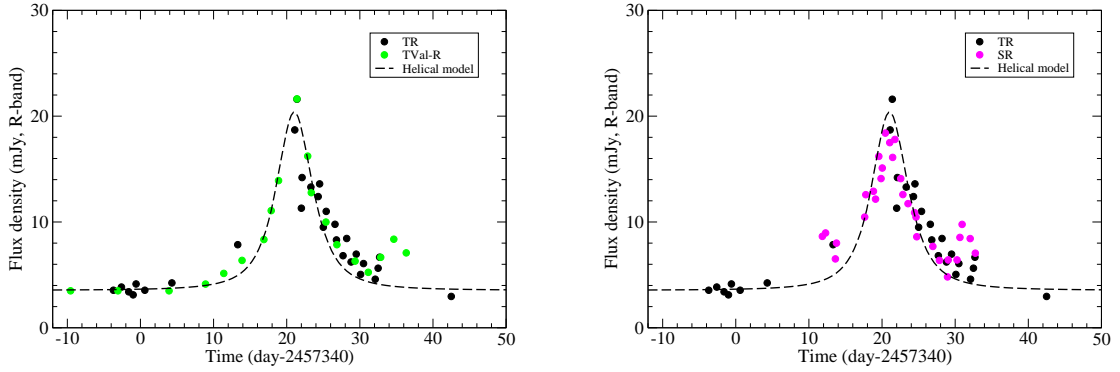 30
20
10
0
Flux density (mJy, R-band)
-10 0 10 20 30 40 50
Time (day-2457340)
TR
TVal-R
Helical model
30
20
10
0
Flux density (mJy, R-band)
-10 0 10 20 30 40 50
Time (day-2457340)
TR
SR
Helical model